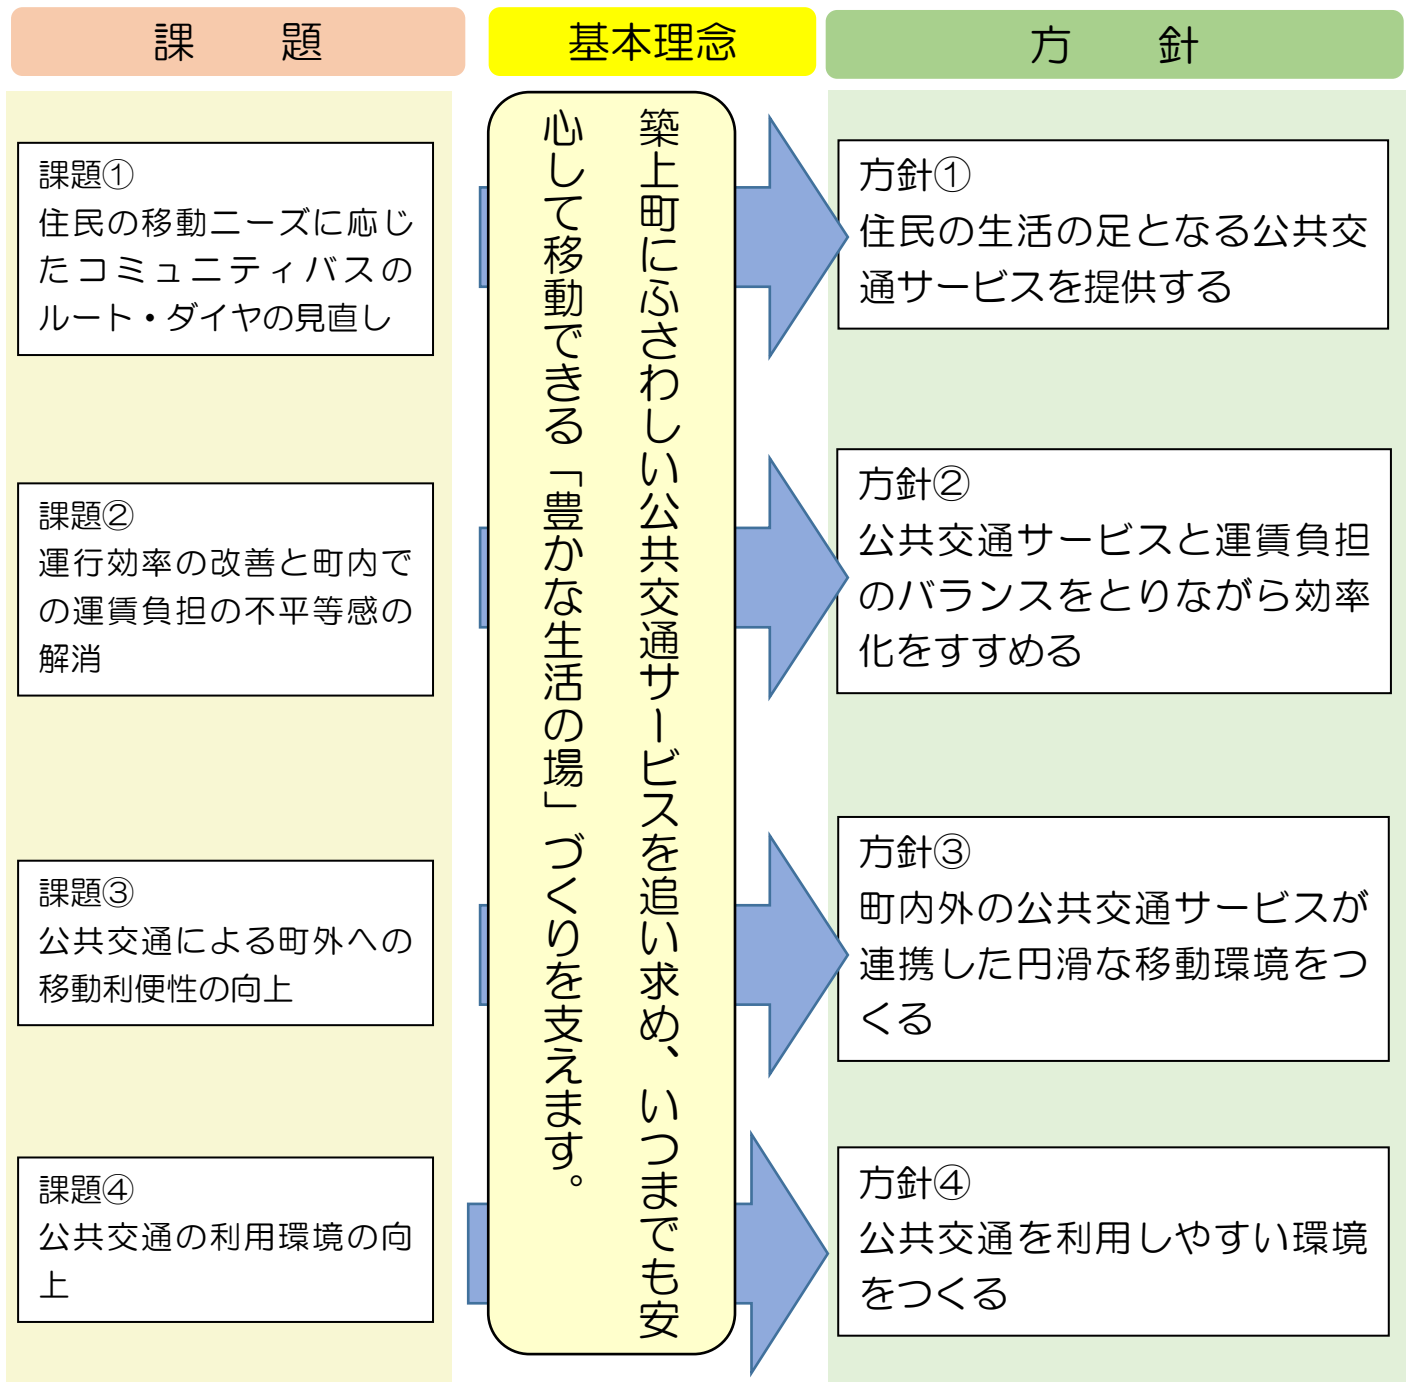 課　題
基本理念
方　針
課題①
住民の移動ニーズに応じ
たコミュニティバスの
ルート・ダイヤの見直し
課題②
運行効率の改善と町内で
の運賃負担の不平等感の
解消
課題③
公共交通による町外への
移動利便性の向上
課題④
公共交通の利用環境の向
上
築上町にふさわしい公共交通サービスを追い求め、いつまでも安
心して移動できる「豊かな生活の場」づくりを支えます。
方針①
住民の生活の足となる公共交
通サービスを提供する
方針②
公共交通サービスと運賃負担
のバランスをとりながら効率
化をすすめる
方針③
町内外の公共交通サービスが
連携した円滑な移動環境をつ
くる
方針④
公共交通を利用しやすい環境
をつくる